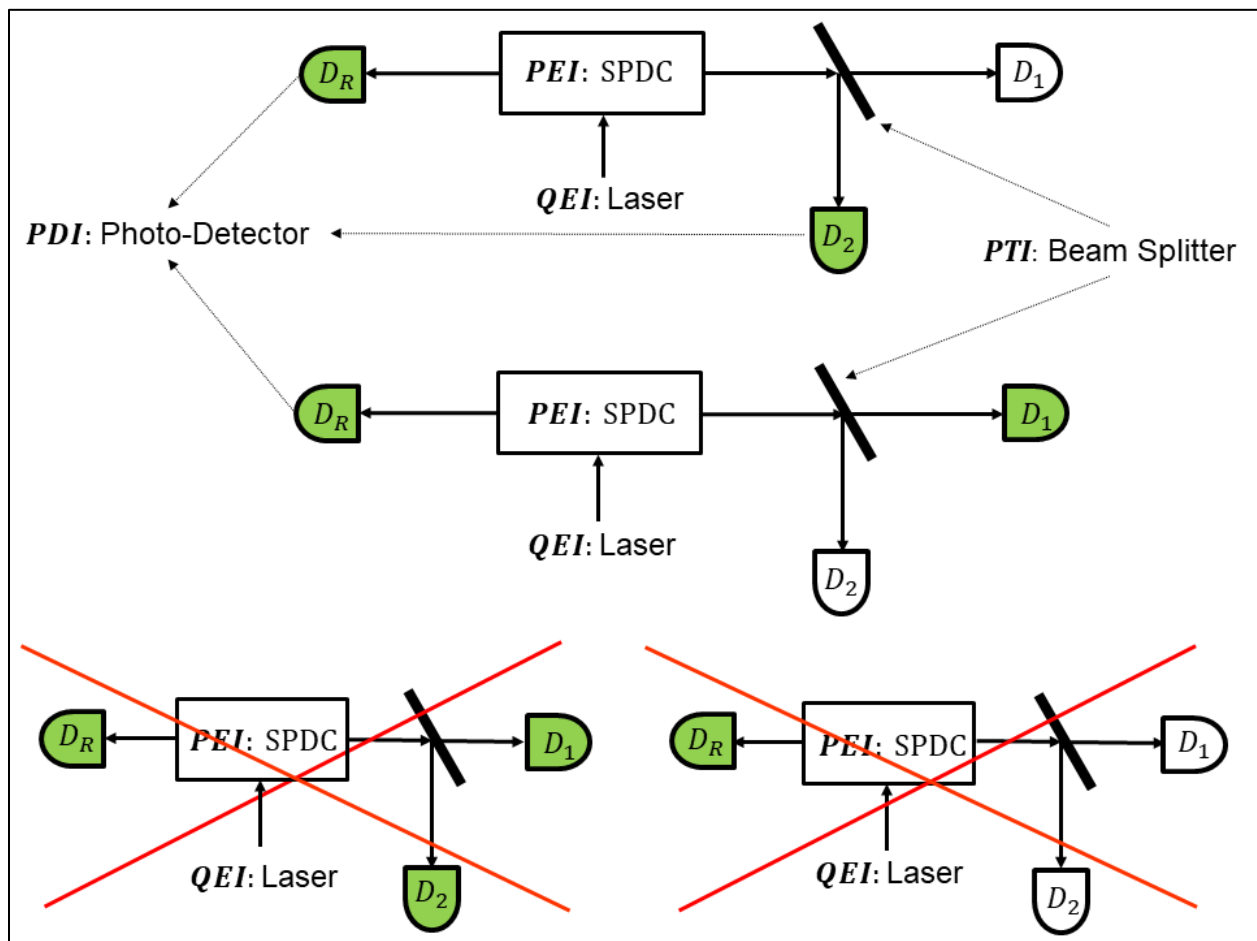 D_R
PEI: SPDC
D_1
QEI: Laser
PDI: Photo-Detector
D_2
PTI: Beam Splitter
D_R
PEI: SPDC
D_1
QEI: Laser
D_2
D_R
PEI: SPDC
D_1
QEI: Laser
D_2
D_R
PEI: SPDC
D_1
QEI: Laser
D_2